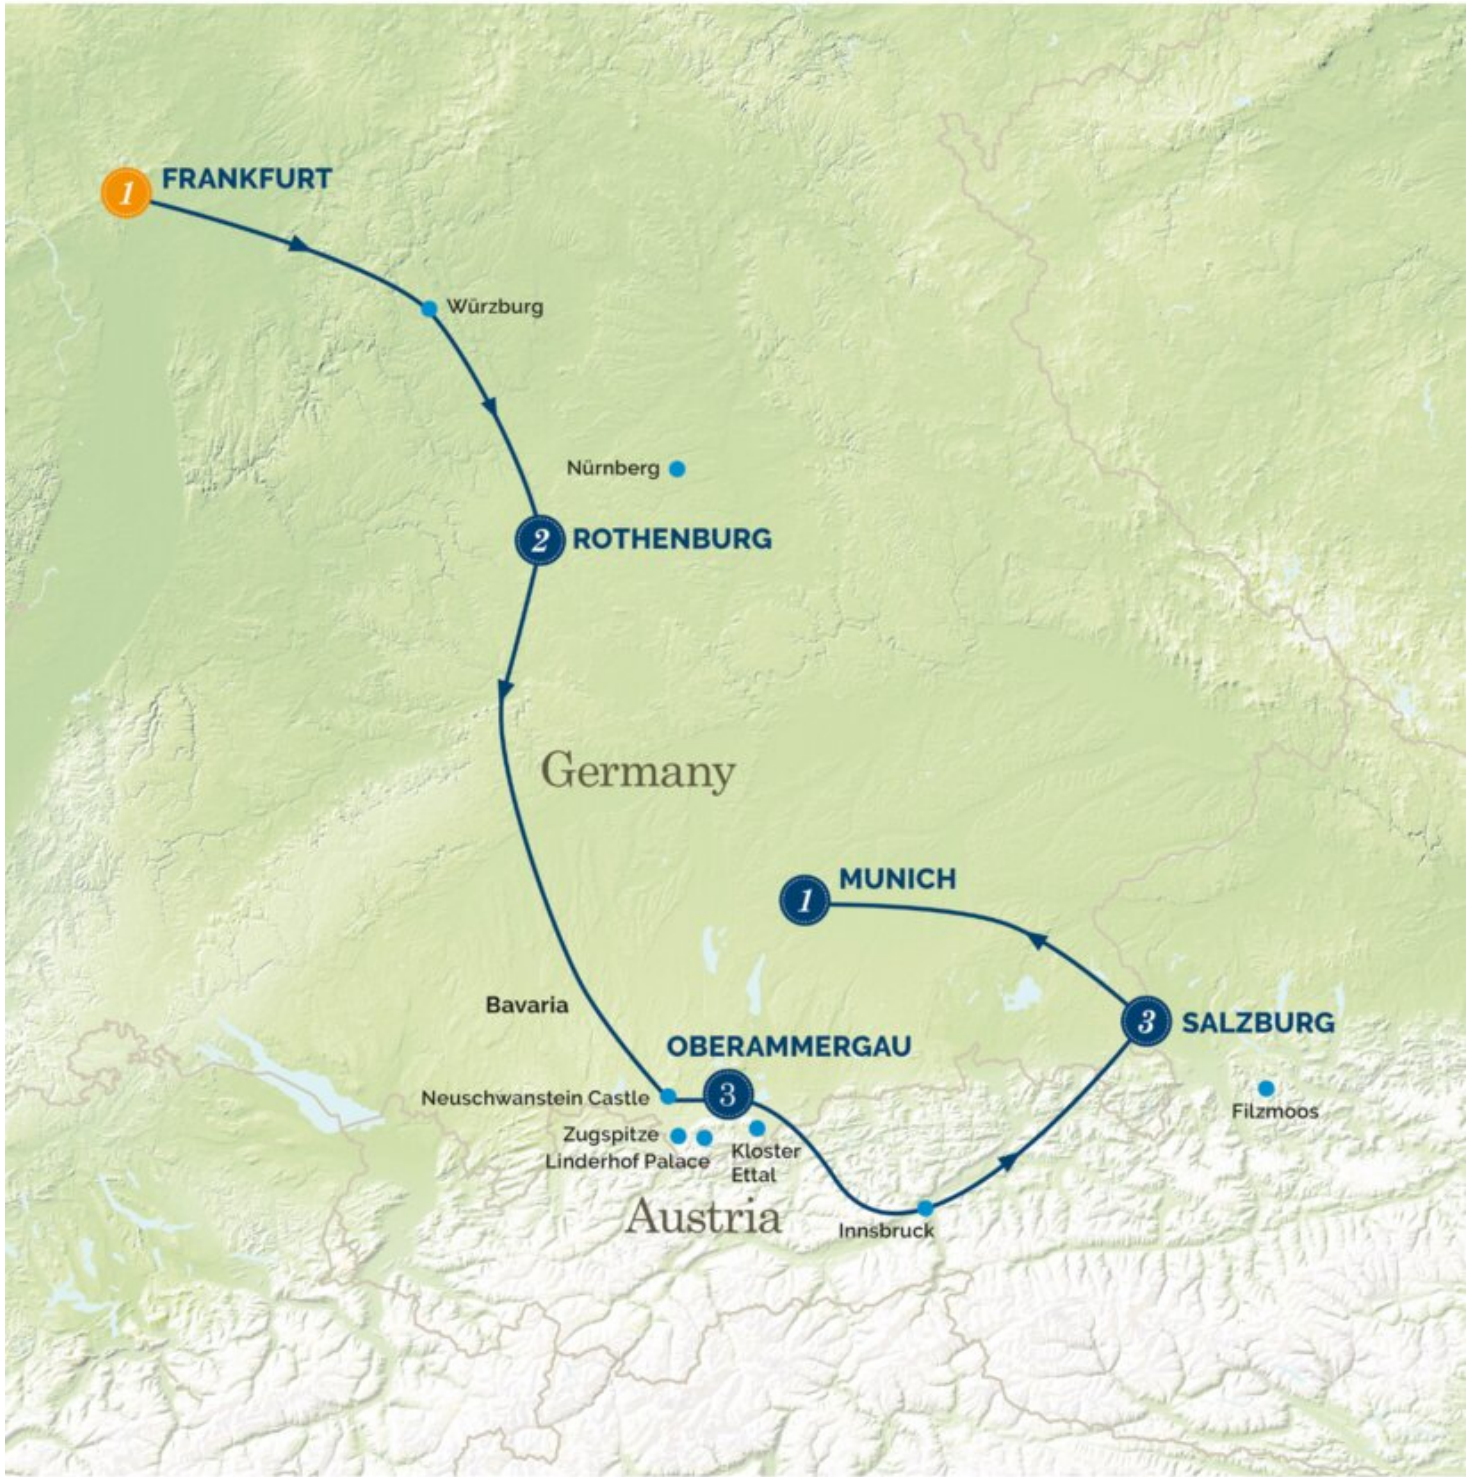 1 FRANKFURT
Würzburg
Nürnberg
2 ROTHENBURG
Germany
MUNICH
1
Bavaria
3 SALZBURG
OBERAMMERGAU
3
Neuschwanstein Castle
Filzmoos
Zugspitze
Linderhof Palace
Kloster
Ettal
Austria
Innsbruck